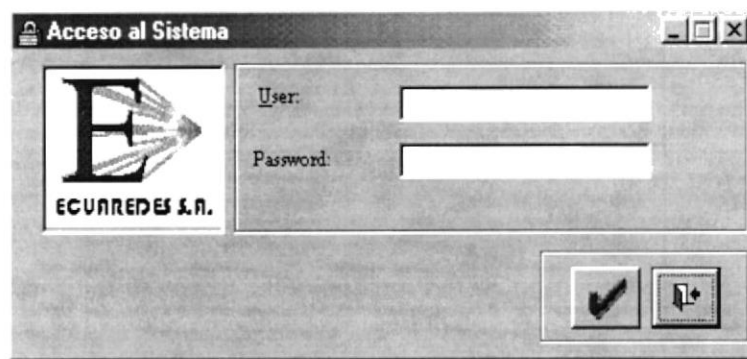 Acceso al Sistema
User:
Password:
E
ECUAREDES S.A.